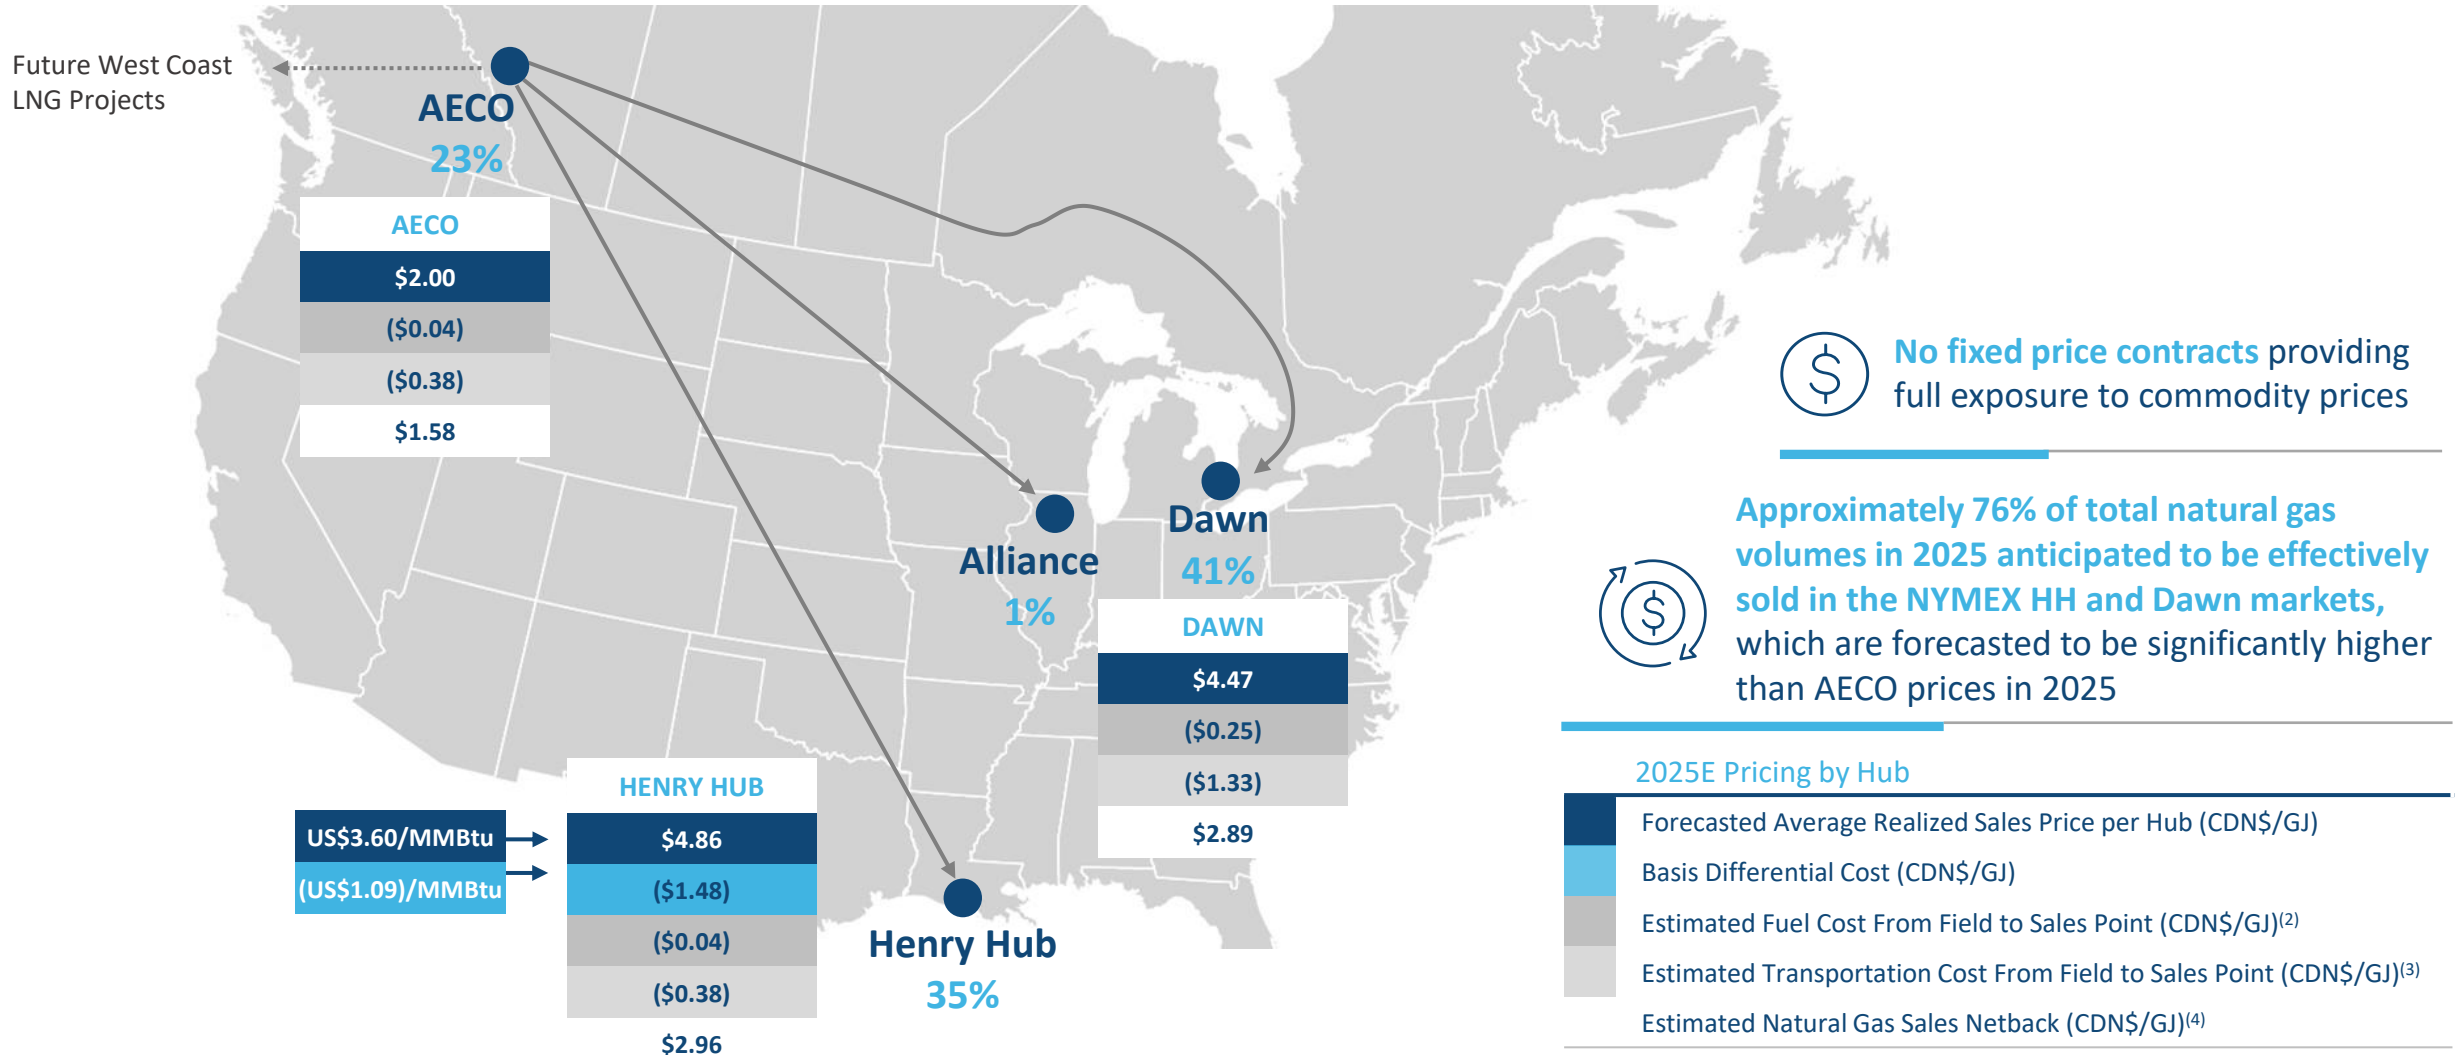 Future West Coast
LNG Projects
AECO
23%
AECO
$2.00
($0.04)
($0.38)
$1.58
Alliance
1%
Dawn
41%
DAWN
$4.47
($0.25)
($1.33)
$2.89
US$3.60/MMBtu
(US$1.09)/MMBtu
HENRY HUB
$4.86
($1.48)
($0.04)
($0.38)
$2.96
Henry Hub
35%
No fixed price contracts providing
full exposure to commodity prices
Approximately 76% of total natural gas
volumes in 2025 anticipated to be effectively
sold in the NYMEX HH and Dawn markets,
which are forecasted to be significantly higher
than AECO prices in 2025
2025E Pricing by Hub
Forecasted Average Realized Sales Price per Hub (CDN$/GJ)
Basis Differential Cost (CDN$/GJ)
Estimated Fuel Cost From Field to Sales Point (CDN$/GJ)(2)
Estimated Transportation Cost From Field to Sales Point (CDN$/GJ)(3)
Estimated Natural Gas Sales Netback (CDN$/GJ)(4)